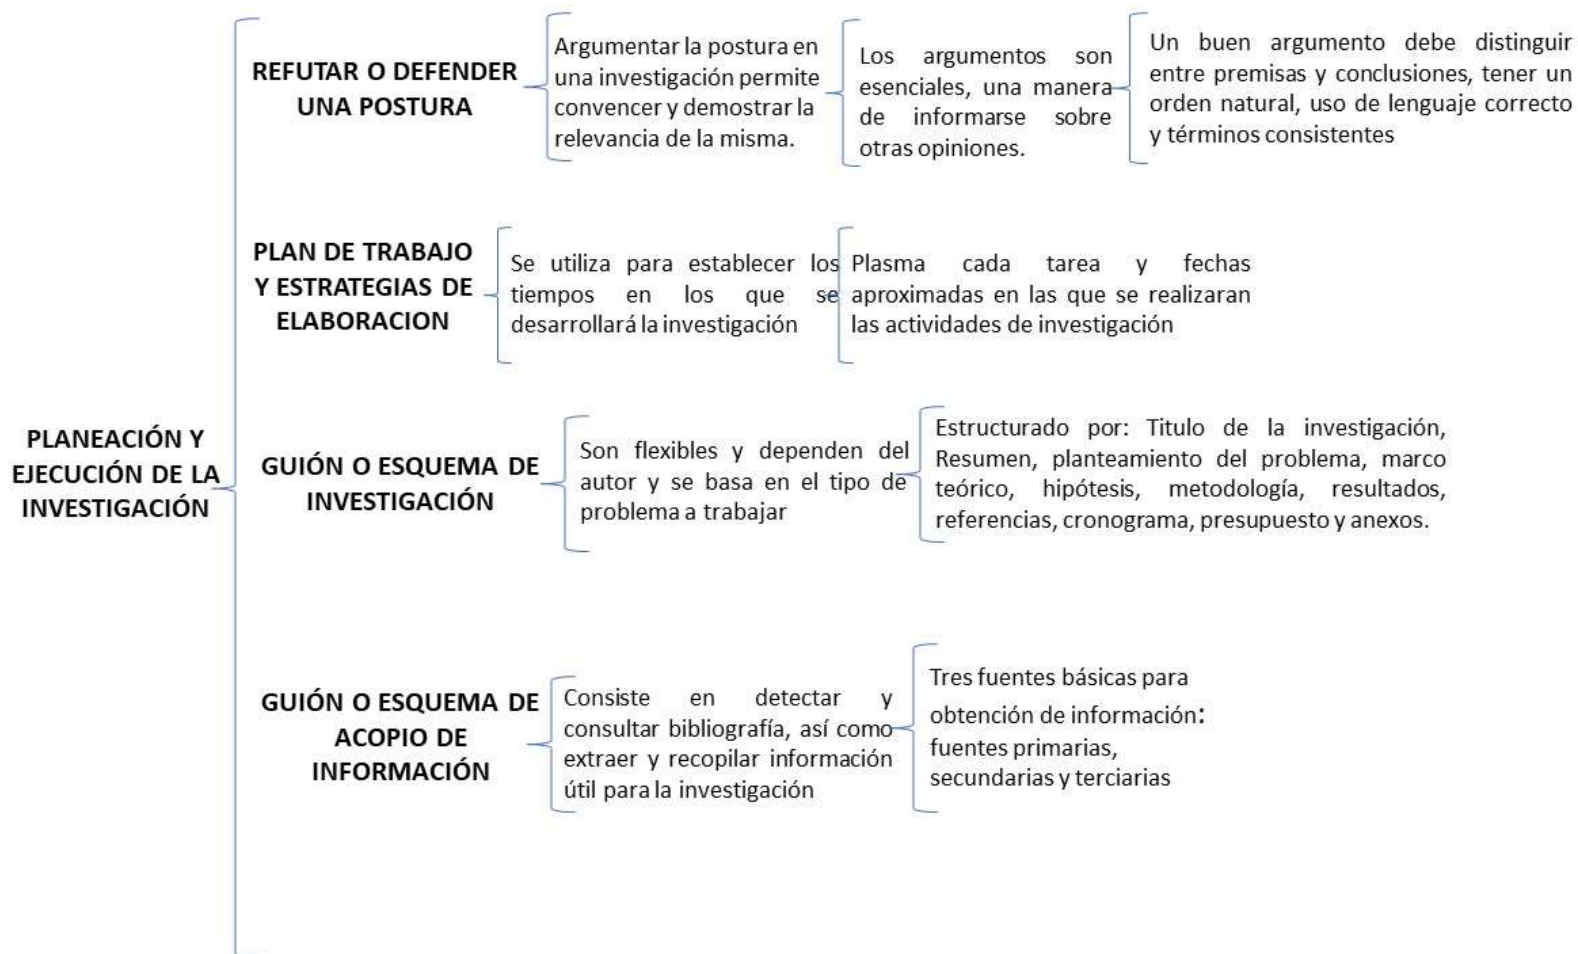 REFUTAR O DEFENDER
UNA POSTURA
Argumentar la postura en
una investigación permite
convencer y demostrar la
relevancia de la misma.
Los argumentos son
esenciales, una manera
de informarse sobre
otras opiniones.
Un buen argumento debe distinguir
entre premisas y conclusiones, tener un
orden natural, uso de lenguaje correcto
y términos consistentes
PLAN DE TRABAJO
Y ESTRATEGIAS DE
ELABORACION
Se utiliza para establecer los
tiempos en los que se
desarrollará la investigación
Plasma cada tarea y fechas
aproximadas en las que se realizaran
las actividades de investigación
PLANEACIÓN Y
EJECUCIÓN DE LA
INVESTIGACIÓN
GUIÓN O ESQUEMA DE
INVESTIGACIÓN
Son flexibles y dependen del
autor y se basa en el tipo de
problema a trabajar
Estructurado por: Titulo de la investigación,
Resumen, planteamiento del problema, marco
teórico, hipótesis, metodología, resultados,
referencias, cronograma, presupuesto y anexos.
GUIÓN O ESQUEMA DE
ACOPIO DE
INFORMACIÓN
Consiste en detectar y
consultar bibliografía, así como
extraer y recopilar información
útil para la investigación
Tres fuentes básicas para
obtención de información:
fuentes primarias,
secundarias y terciarias